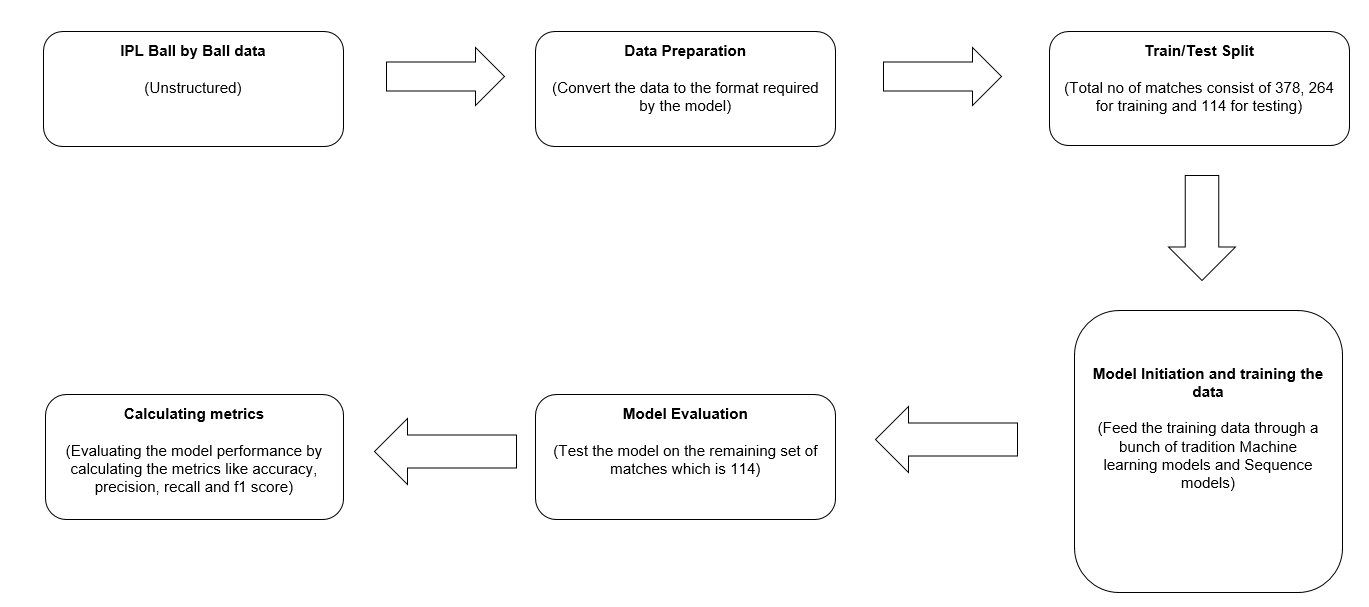 IPL Ball by Ball data
(Unstructured)
Data Preparation
(Convert the data to the format required
by the model)
Train/Test Split
(Total no of matches consist of 378, 264
for training and 114 for testing)
Model Initiation and training the
data
(Feed the training data through a
bunch of tradition Machine
learning models and Sequence
models)
Model Evaluation
(Test the model on the remaining set of
matches which is 114)
Calculating metrics
(Evaluating the model performance by
calculating the metrics like accuracy,
precision, recall and f1 score)